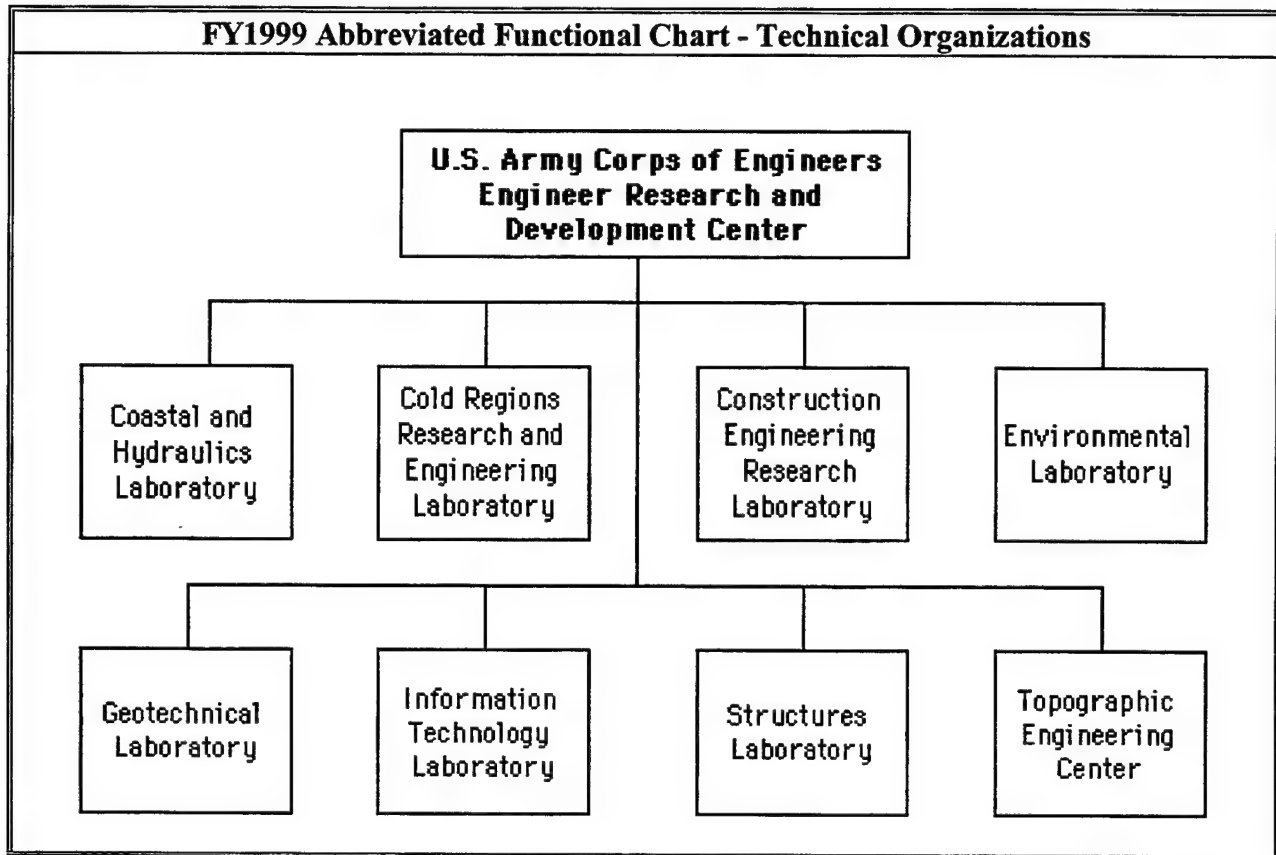 FY1999 Abbreviated Functional Chart - Technical Organizations
U.S. Army Corps of Engineers
Engineer Research and
Development Center
Coastal and
Hydraulics
Laboratory
Cold Regions
Research and
Engineering
Laboratory
Construction
Engineering
Research
Laboratory
Environmental
Laboratory
Geotechnical
Laboratory
Information
Technology
Laboratory
Structures
Laboratory
Topographic
Engineering
Center